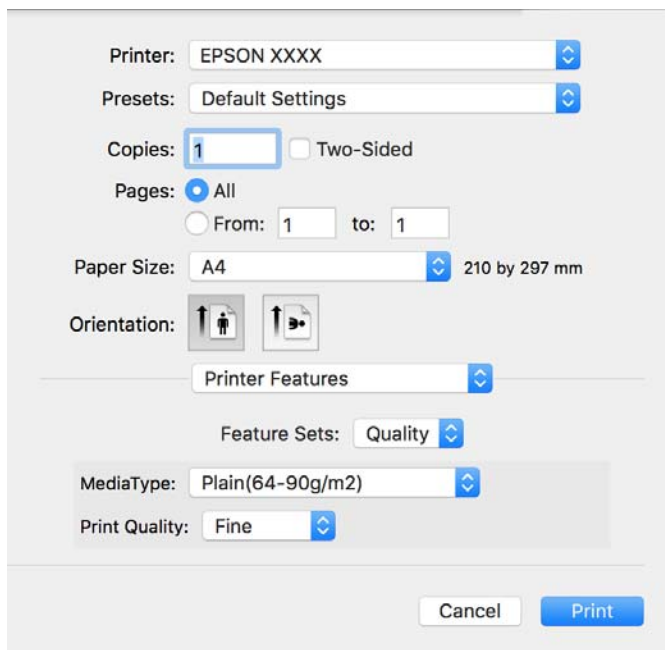 Printer: EPSON XXXX
Presets: Default Settings
Copies: 1 Two-Sided
Pages: All
From: 1 to: 1
Paper Size: A4 210 by 297 mm
Orientation:
Printer Features
Feature Sets: Quality
MediaType: Plain(64-90g/m2)
Print Quality: Fine
Cancel Print